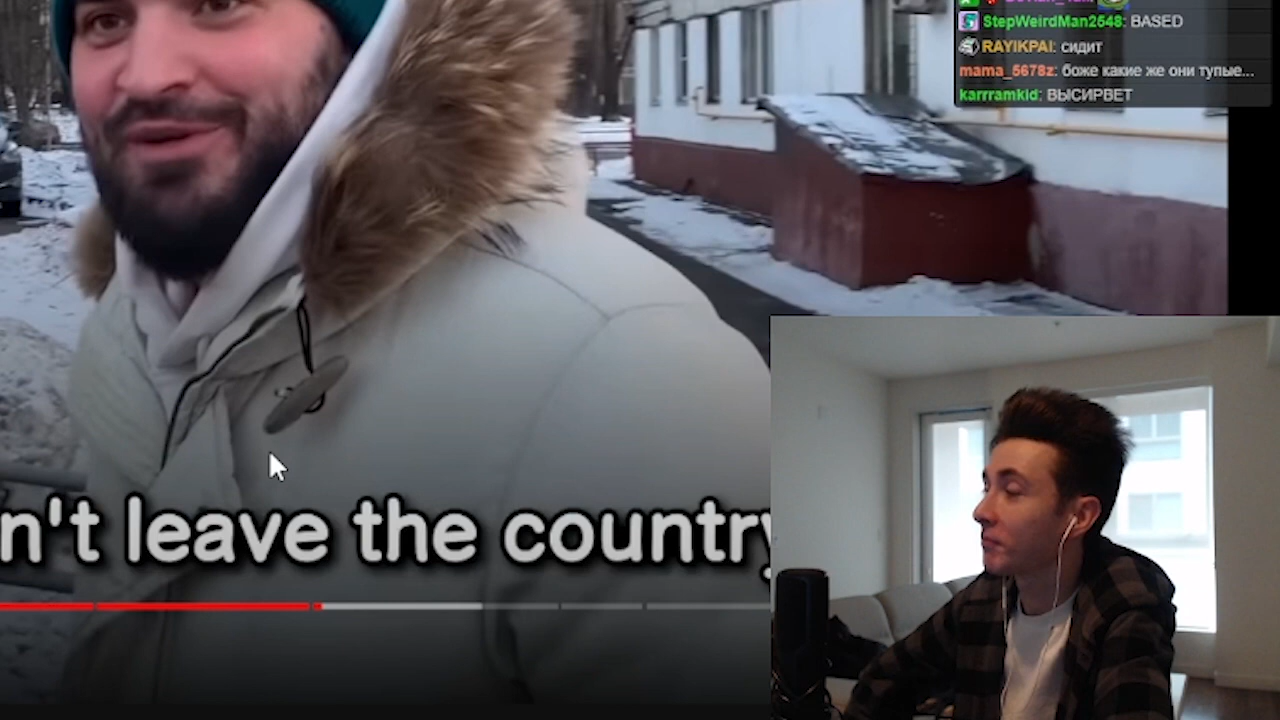 StepWeirdMan2548: BASED
RAYIKPAI: сидит
mama_5678z: боже какие же они тупые...
karrramkid: ВЫСИРВЕТ
n't leave the country